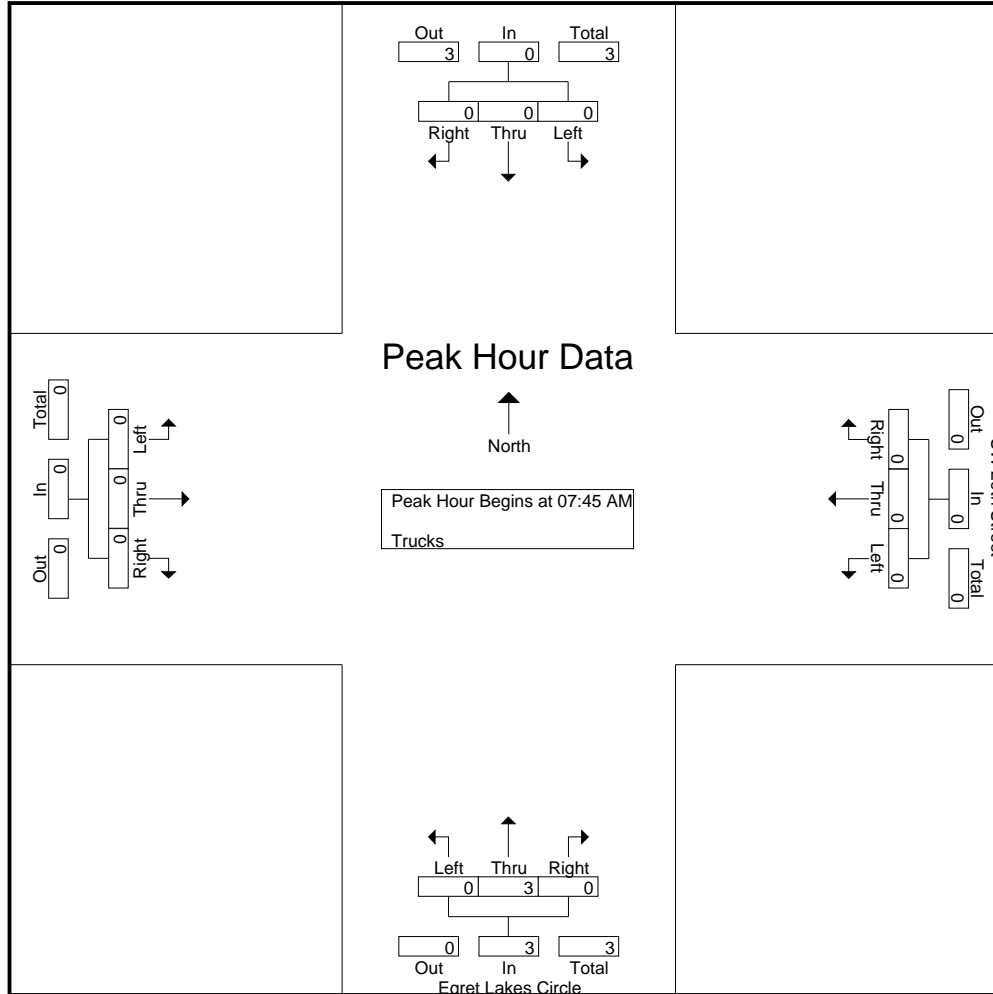 Out In Total
3 0 3
0 0 0
Right Thru Left
Peak Hour Data
North
Peak Hour Begins at 07:45 AM
Trucks
Total In Out
0 0 0
0 0 0
Left Thru Right
Right Thru Left
0 0 0
Out In Total
0 0 0
Left Thru Right
0 3 0
0 3 3
Out In Total
Egret Lakes Circle